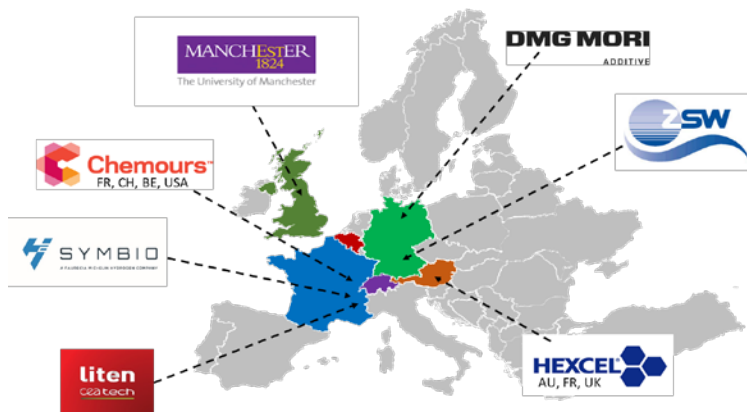 MANCHESTER
1824
The University of Manchester
DMG MORI
ADDITIVE
ZSW
Chemours™
FR, CH, BE, USA
SYMBIO
A FAURECIA MICHELIN HYDROGEN COMPANY
liten
ceatech
HEXCEL
AU, FR, UK